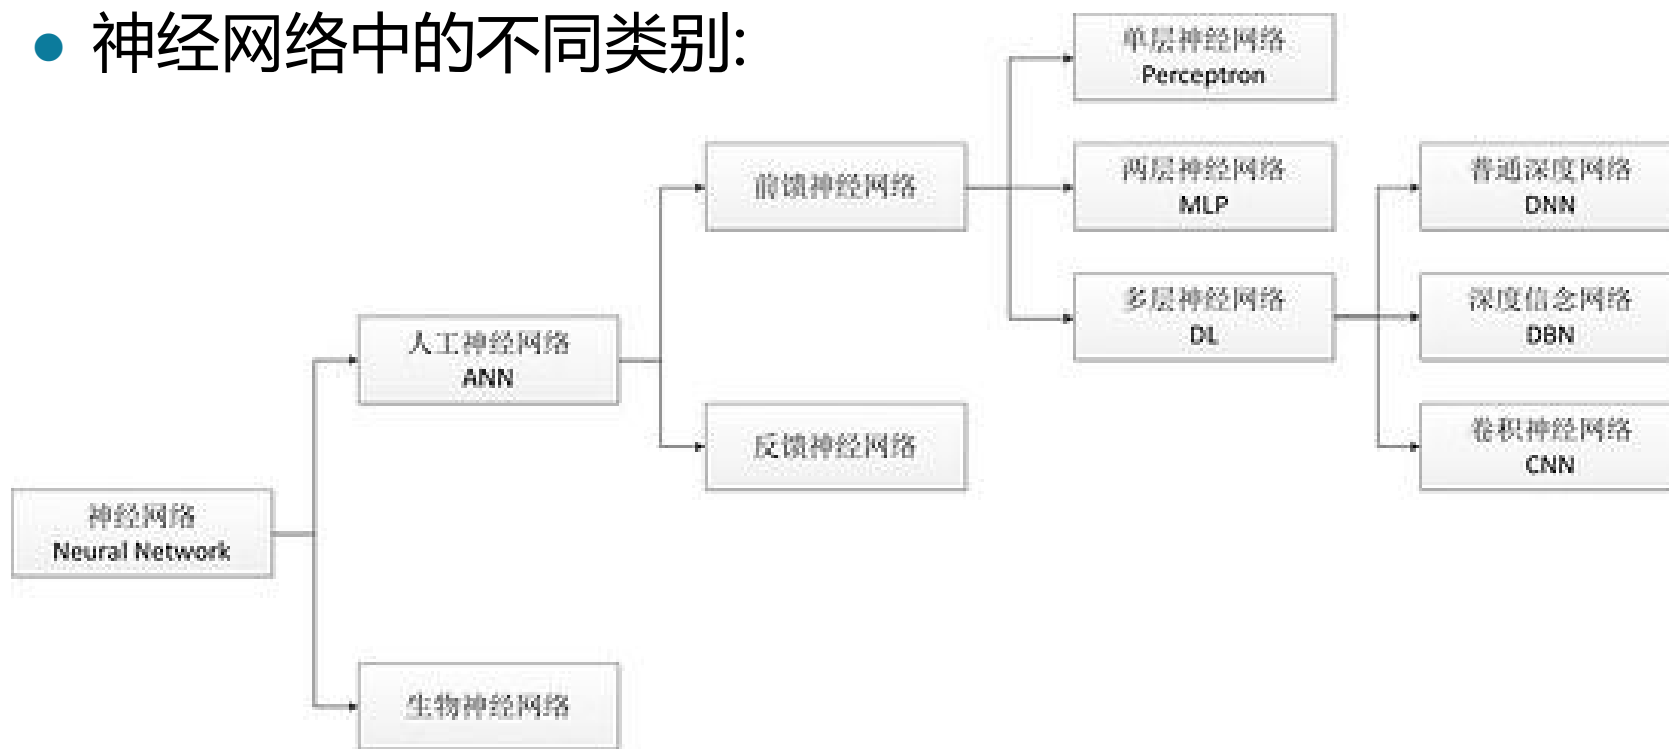 神经网络中的不同类别:
单层神经网络
Perceptron
前馈神经网络
两层神经网络
MLP
普通深度网络
DNN
多层神经网络
DL
深度信念网络
DBN
人工神经网络
ANN
反馈神经网络
卷积神经网络
CNN
神经网络
Neural Network
生物神经网络